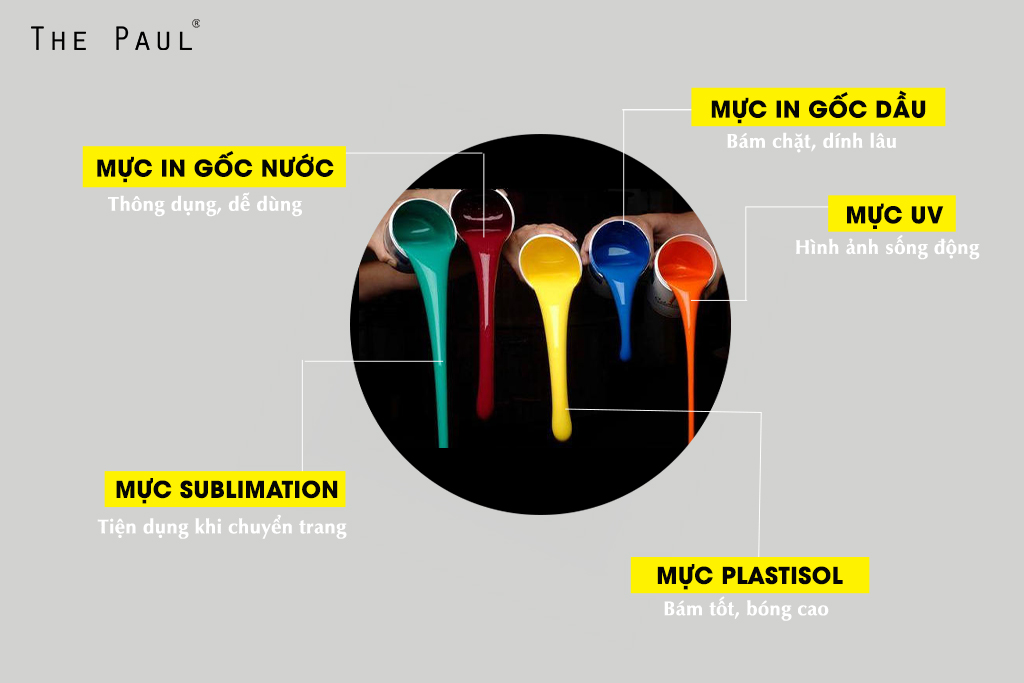 THE PAUL®
MỰC IN GỐC DẦU
Bám chặt, dính lâu
MỰC IN GỐC NƯỚC
Thông dụng, dễ dùng
MỰC UV
Hình ảnh sống động
MỰC SUBLIMATION
Tiện dụng khi chuyển trang
MỰC PLASTISOL
Bám tốt, bóng cao